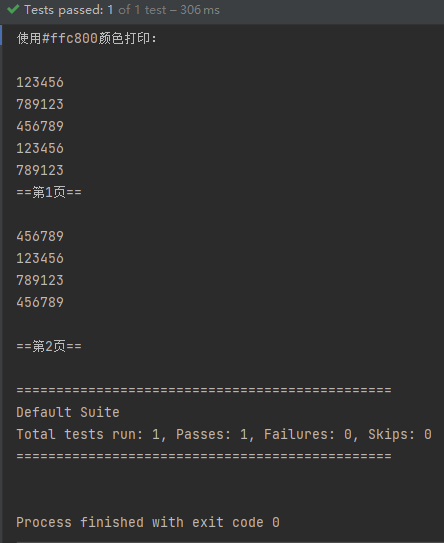 Tests passed: 1 of 1 test – 306 ms
使用#ffc800颜色打印:
123456
789123
456789
123456
789123
==第1页==
456789
123456
789123
456789
==第2页==
===============================================
Default Suite
Total tests run: 1, Passes: 1, Failures: 0, Skips: 0
===============================================
Process finished with exit code 0